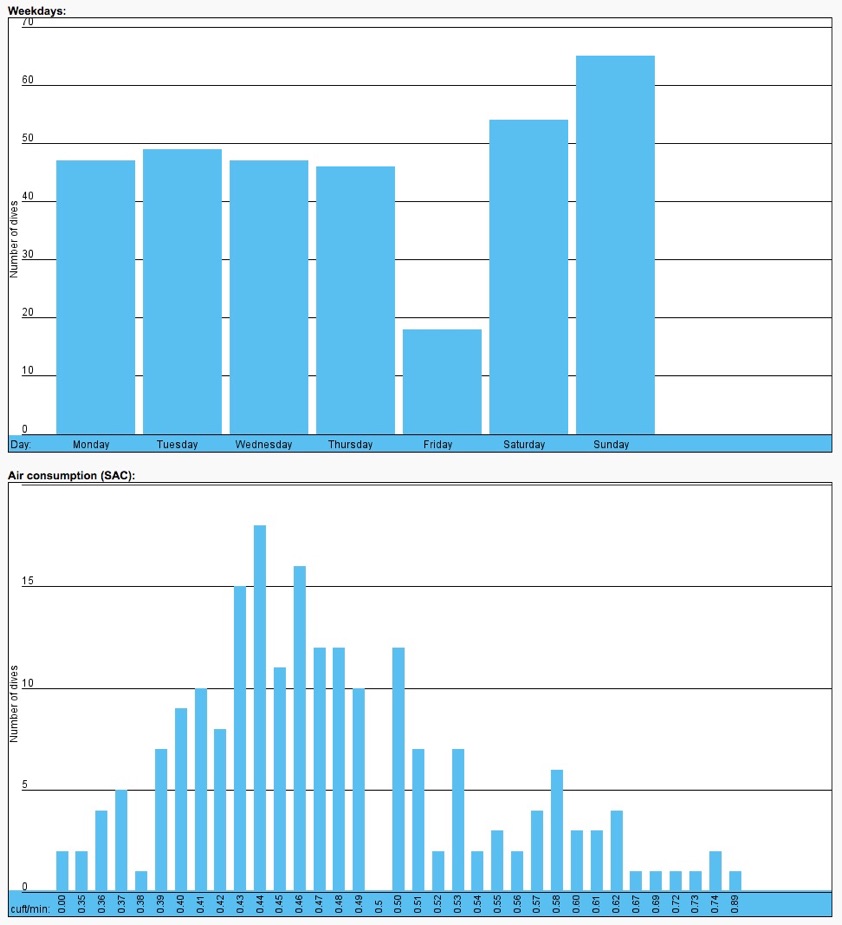 Weekdays:
70
60
50
40
30
20
10
0
Number of dives
Day: Monday Tuesday Wednesday Thursday Friday Saturday Sunday
Air consumption (SAC):
15
10
5
0
Number of dives
cuft/min: 0.00 0.35 0.36 0.37 0.38 0.39 0.40 0.41 0.42 0.43 0.44 0.45 0.46 0.47 0.48 0.49 0.5 0.50 0.51 0.52 0.53 0.54 0.55 0.56 0.57 0.58 0.60 0.61 0.62 0.67 0.69 0.72 0.73 0.74 0.89